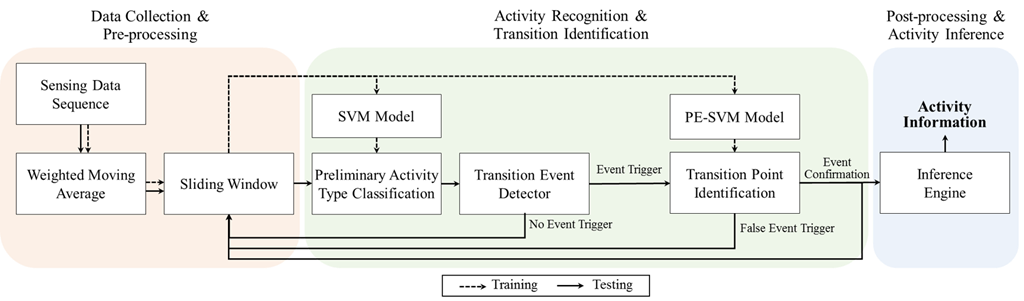 Data Collection &
Pre-processing
Activity Recognition &
Transition Identification
Post-processing &
Activity Inference
Sensing Data
Sequence
SVM Model
PE-SVM Model
Activity
Information
Weighted Moving
Average
Sliding Window
Preliminary Activity
Type Classification
Transition Event
Detector
Event Trigger
Transition Point
Identification
Event
Confirmation
Inference
Engine
No Event Trigger
False Event Trigger
Training
Testing